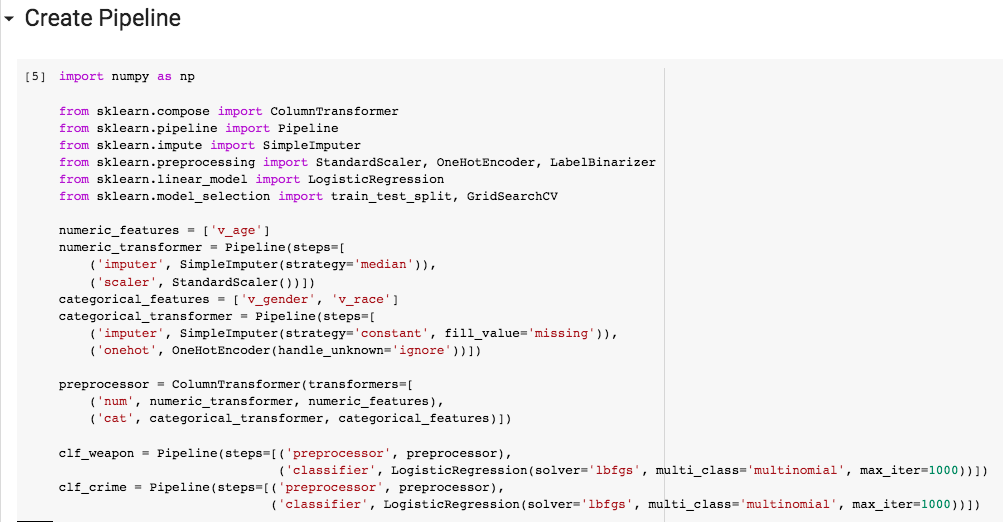 Create Pipeline
[5] import numpy as np
from sklearn.compose import ColumnTransformer
from sklearn.pipeline import Pipeline
from sklearn.impute import SimpleImputer
from sklearn.preprocessing import StandardScaler, OneHotEncoder, LabelBinarizer
from sklearn.linear_model import LogisticRegression
from sklearn.model_selection import train_test_split, GridSearchCV
numeric_features = ['v_age']
numeric_transformer = Pipeline(steps=[
('imputer', SimpleImputer(strategy='median')),
('scaler', StandardScaler())])
categorical_features = ['v_gender', 'v_race']
categorical_transformer = Pipeline(steps=[
('imputer', SimpleImputer(strategy='constant', fill_value='missing')),
('onehot', OneHotEncoder(handle_unknown='ignore'))])
preprocessor = ColumnTransformer(transformers=[
('num', numeric_transformer, numeric_features),
('cat', categorical_transformer, categorical_features)])
clf_weapon = Pipeline(steps=[('preprocessor', preprocessor),
('classifier', LogisticRegression(solver='lbfgs', multi_class='multinomial', max_iter=1000))])
clf_crime = Pipeline(steps=[('preprocessor', preprocessor),
('classifier', LogisticRegression(solver='lbfgs', multi_class='multinomial', max_iter=1000))])